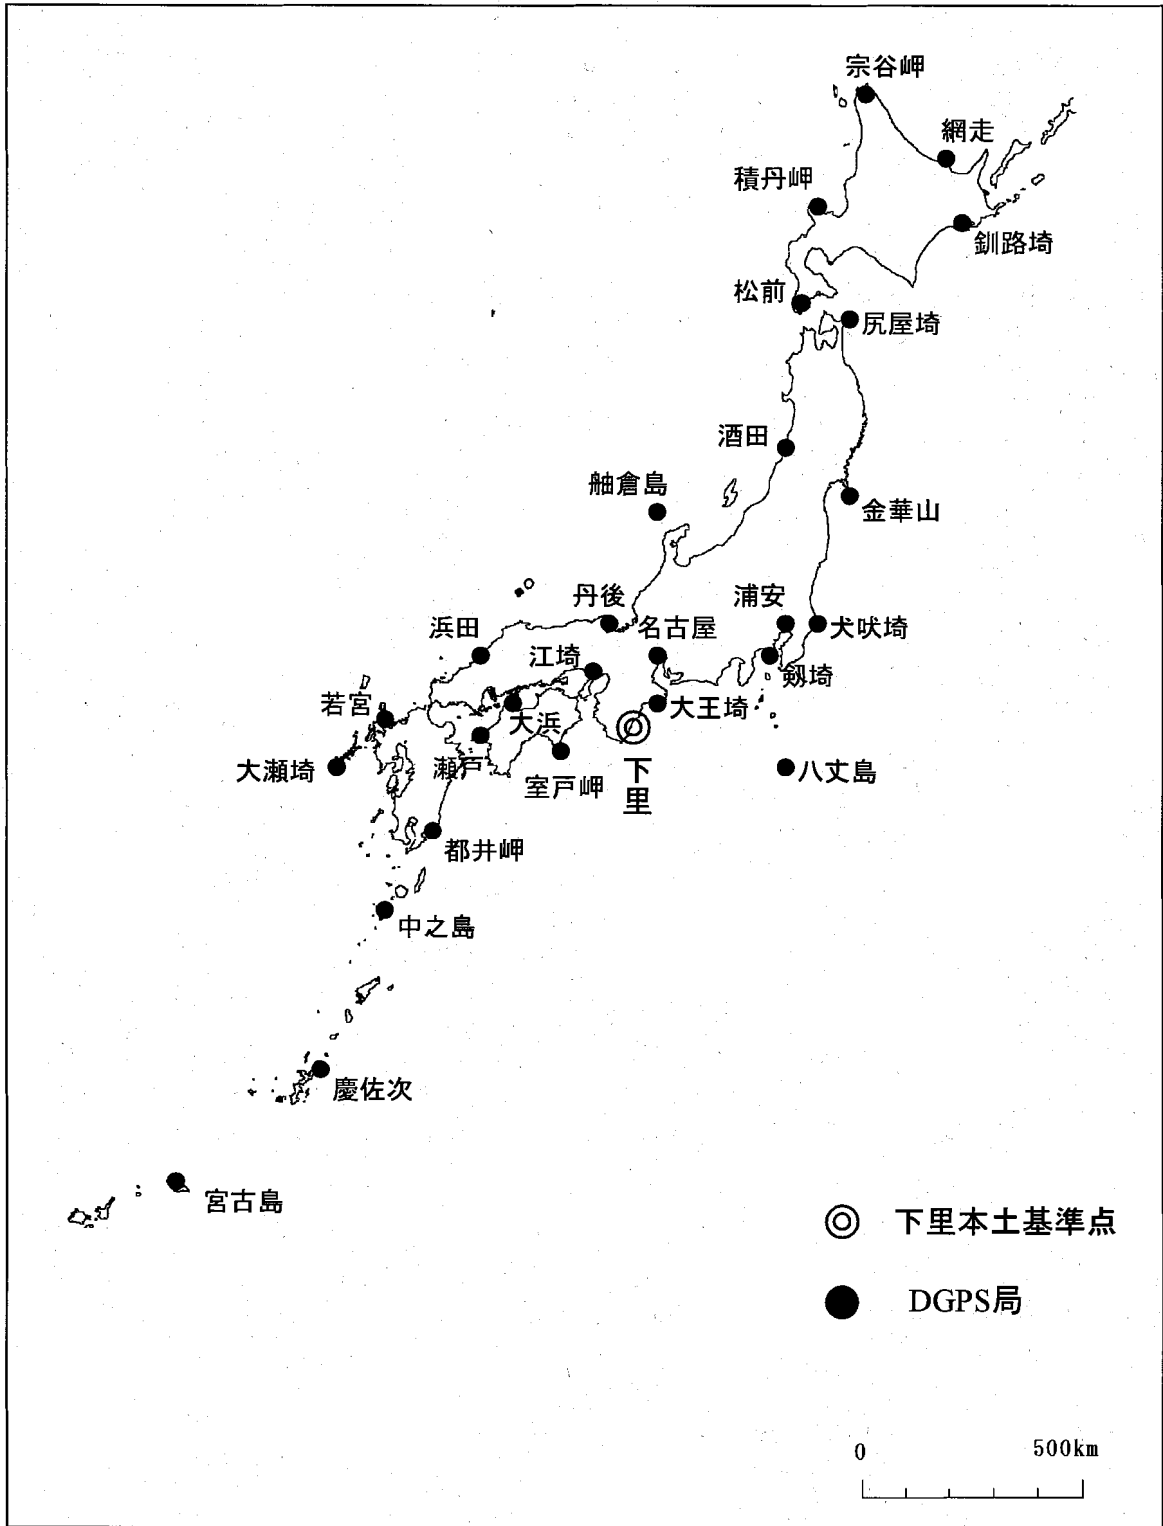 宗谷岬
網走
積丹岬
釧路埼
松前
尻屋埼
酒田
舳倉島
金華山
丹後
浦安
浜田
名古屋
犬吠埼
江埼
剱埼
若宮
大浜
大王埼
大瀬埼
瀬戸
室戸岬
下里
八丈島
都井岬
中之島
慶佐次
宮古島
下里本土基準点
DGPS局
0 500km